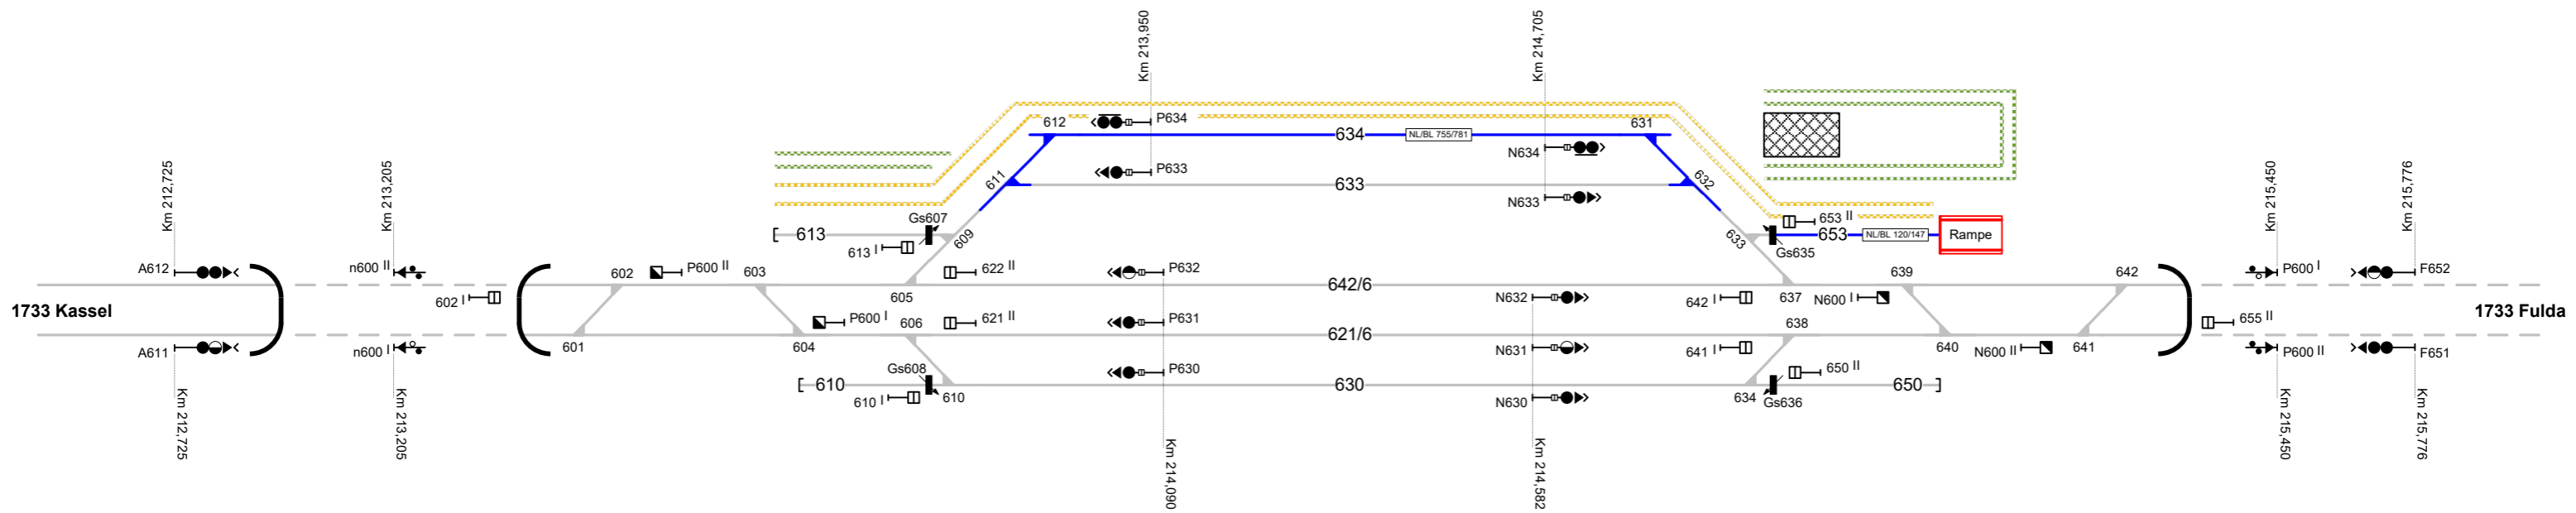 Km 213,950
Km 214,705
612
P634
634
NL/BL 755/781
631
N634
Km 212,725
Km 213,205
P633
611
633
632
N633
Km 215,450
Km 215,776
Gs607
613
613 I
609
653 II
633
Gs635
653
NL/BL 120/147
Rampe
A612
n600 II
602
P600 II
603
622 II
P632
639
642
P600 I
F652
602 I
605
642/6
N632
642 I
637
N600 I
1733 Kassel
1733 Fulda
P600 I
606
621 II
P631
621/6
638
655 II
A611
n600 I
601
604
N631
641 I
640
N600 II
641
P600 II
F651
Gs608
P630
610
630
650 II
650
610 I
610
N630
634
Gs636
Km 212,725
Km 213,205
Km 214,090
Km 214,582
Km 215,450
Km 215,776